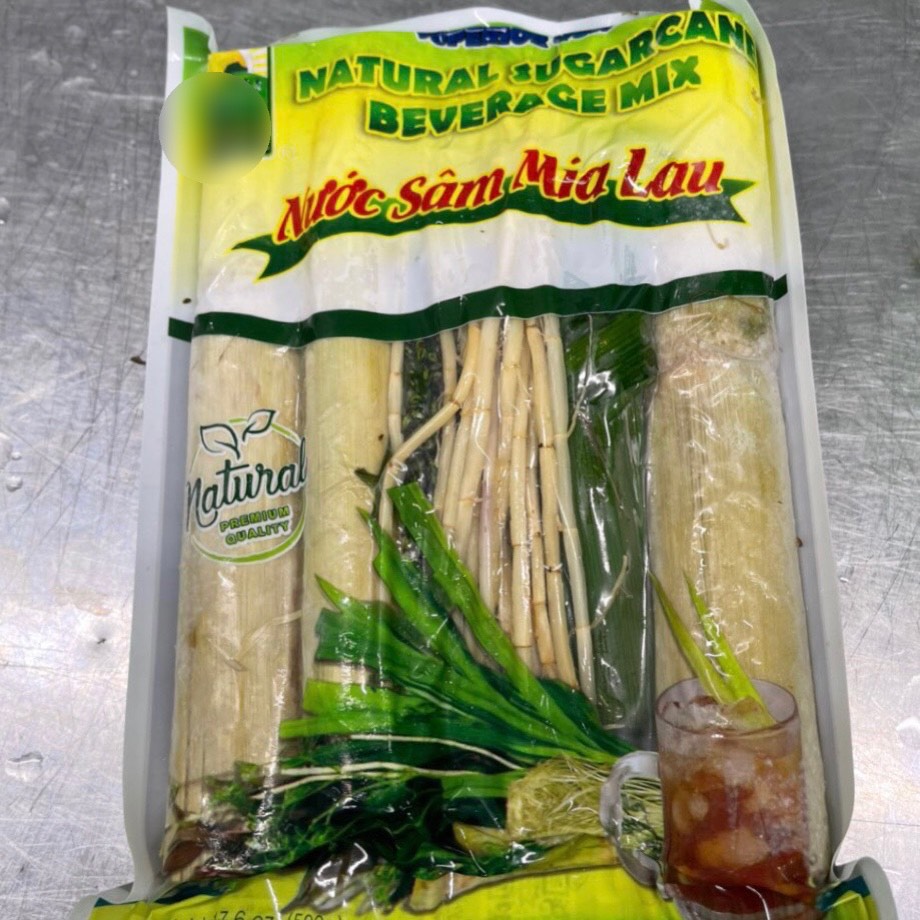 NATURAL SUGARCANE
BEVERAGE MIX
Nước Sâm Mía Lau
Natural
PREMIUM
QUALITY